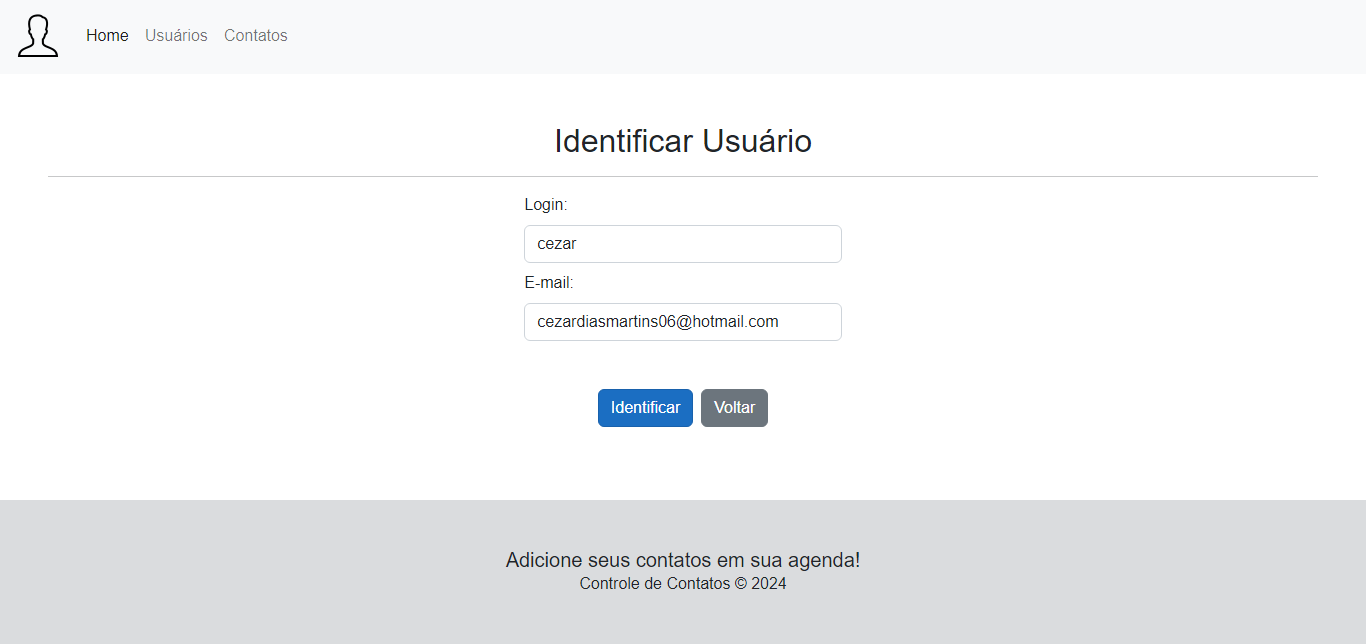 Home Usuários Contatos
Identificar Usuário
Login:
cezar
E-mail:
cezardiasmartins06@hotmail.com
Identificar Voltar
Adicione seus contatos em sua agenda!
Controle de Contatos © 2024